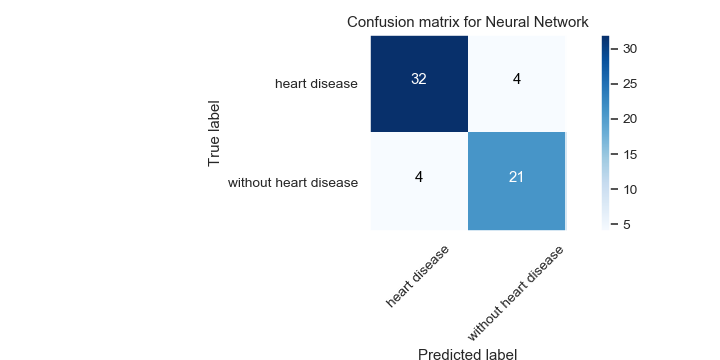 Confusion matrix for Neural Network
True label
heart disease
without heart disease
32
4
4
21
30
25
20
15
10
5
heart disease
without heart disease
Predicted label